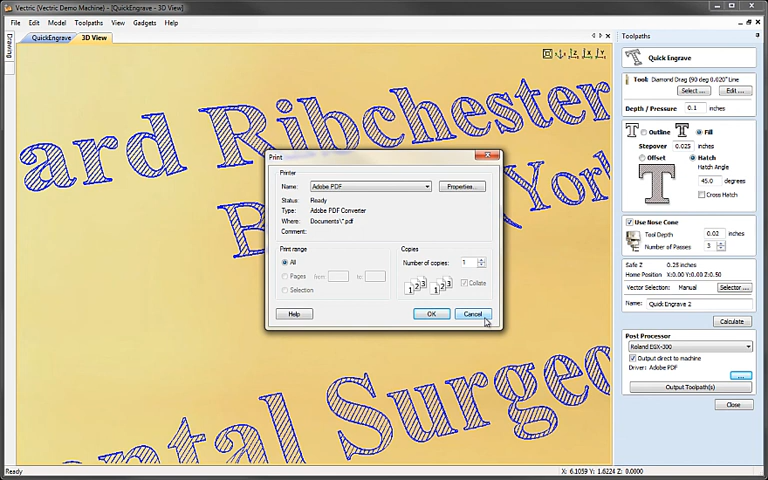 Vectric (Vectric Demo Machine) - [QuickEngrave - 3D View]
File Edit Model Toolpaths View Gadgets Help
Drawing
QuickEngrave 3D View
ard Ribchester
York
ental Surgeo
Print
Printer
Name: Adobe PDF Properties...
Status: Ready
Type: Adobe PDF Converter
Where: Documents\*.pdf
Comment:
Print range
All
Pages from to
Selection
Copies
Number of copies: 1
1 2 3 1 2 3
Collate
Help OK Cancel
Toolpaths
Quick Engrave
Tool: Diamond Drag (90 deg 0.020" Line
Select ... Edit ...
Depth / Pressure 0.1 inches
Outline Fill
Stepover 0.025 inches
Offset Hatch
Hatch Angle
45.0 degrees
Cross Hatch
Use Nose Cone
Tool Depth 0.02 inches
Number of Passes 3
Safe Z 0.25 inches
Home Position X:0.00 Y:0.00 Z:0.50
Vector Selection: Manual Selector ...
Name: Quick Engrave 2
Calculate
Post Processor
Roland EGX-300
Output direct to machine
Driver: Adobe PDF
...
Output Toolpath(s)
Close
Ready
X: 6.1059 Y: 1.6224 Z: 0.0000